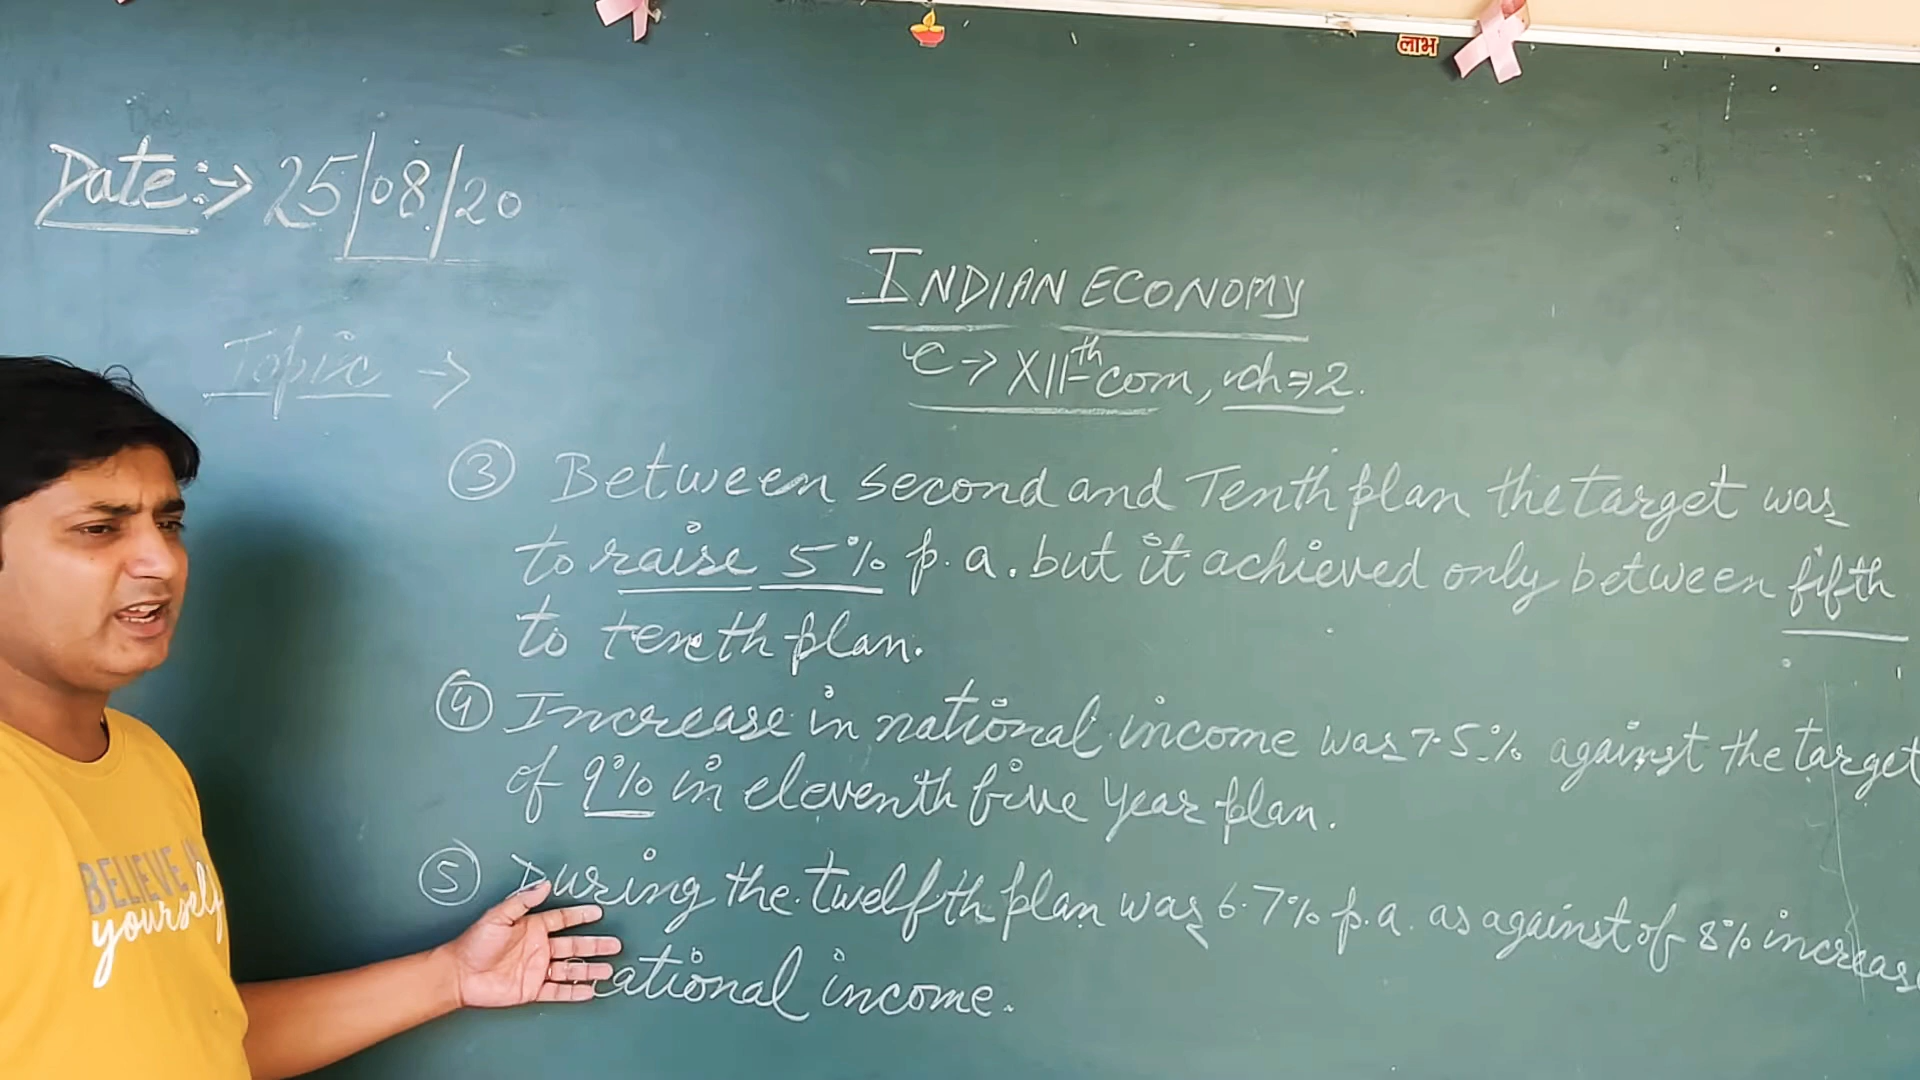 लाभ
Date :-> 25/08/20
INDIAN ECONOMY
Topic ->
C -> XIIth com, ch => 2.
③ Between second and Tenth plan the target was
to raise 5% p.a. but it achieved only between fifth
to tenth plan.
④ Increase in national income was 7.5% against the target
of 9% in eleventh five year plan.
⑤ During the twelfth plan was 6.7% p.a. as against of 8% increase
national income.
BELIEVE
yourself